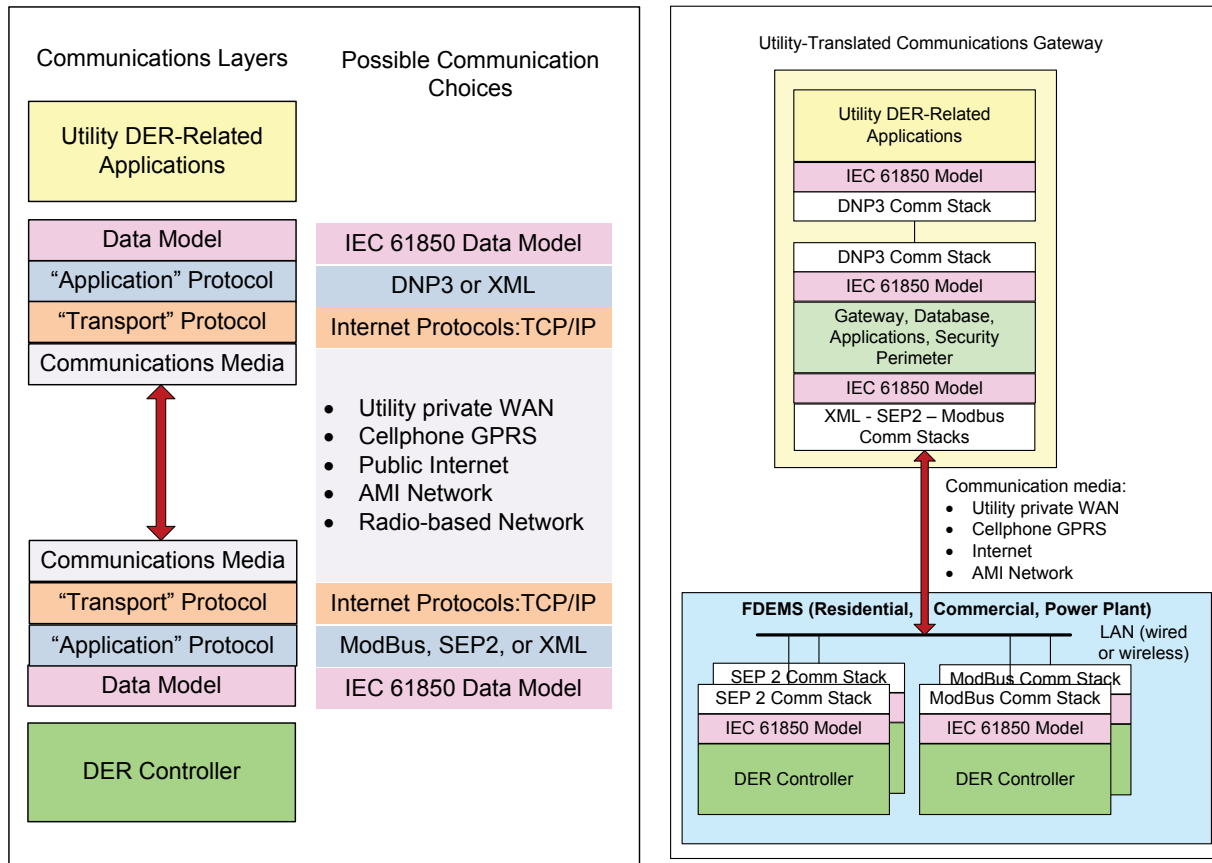 Communications Layers
Possible Communication
Choices
Utility DER-Related
Applications
Data Model
“Application” Protocol
“Transport” Protocol
Communications Media
IEC 61850 Data Model
DNP3 or XML
Internet Protocols:TCP/IP
• Utility private WAN
• Cellphone GPRS
• Public Internet
• AMI Network
• Radio-based Network
Communications Media
“Transport” Protocol
“Application” Protocol
Data Model
Internet Protocols:TCP/IP
ModBus, SEP2, or XML
IEC 61850 Data Model
DER Controller
Utility-Translated Communications Gateway
Utility DER-Related
Applications
IEC 61850 Model
DNP3 Comm Stack
DNP3 Comm Stack
IEC 61850 Model
Gateway, Database,
Applications, Security
Perimeter
IEC 61850 Model
XML - SEP2 – Modbus
Comm Stacks
Communication media:
• Utility private WAN
• Cellphone GPRS
• Internet
• AMI Network
FDEMS (Residential, Commercial, Power Plant)
LAN (wired
or wireless)
SEP 2 Comm Stack
SEP 2 Comm Stack
IEC 61850 Model
DER Controller
ModBus Comm Stack
ModBus Comm Stack
IEC 61850 Model
DER Controller